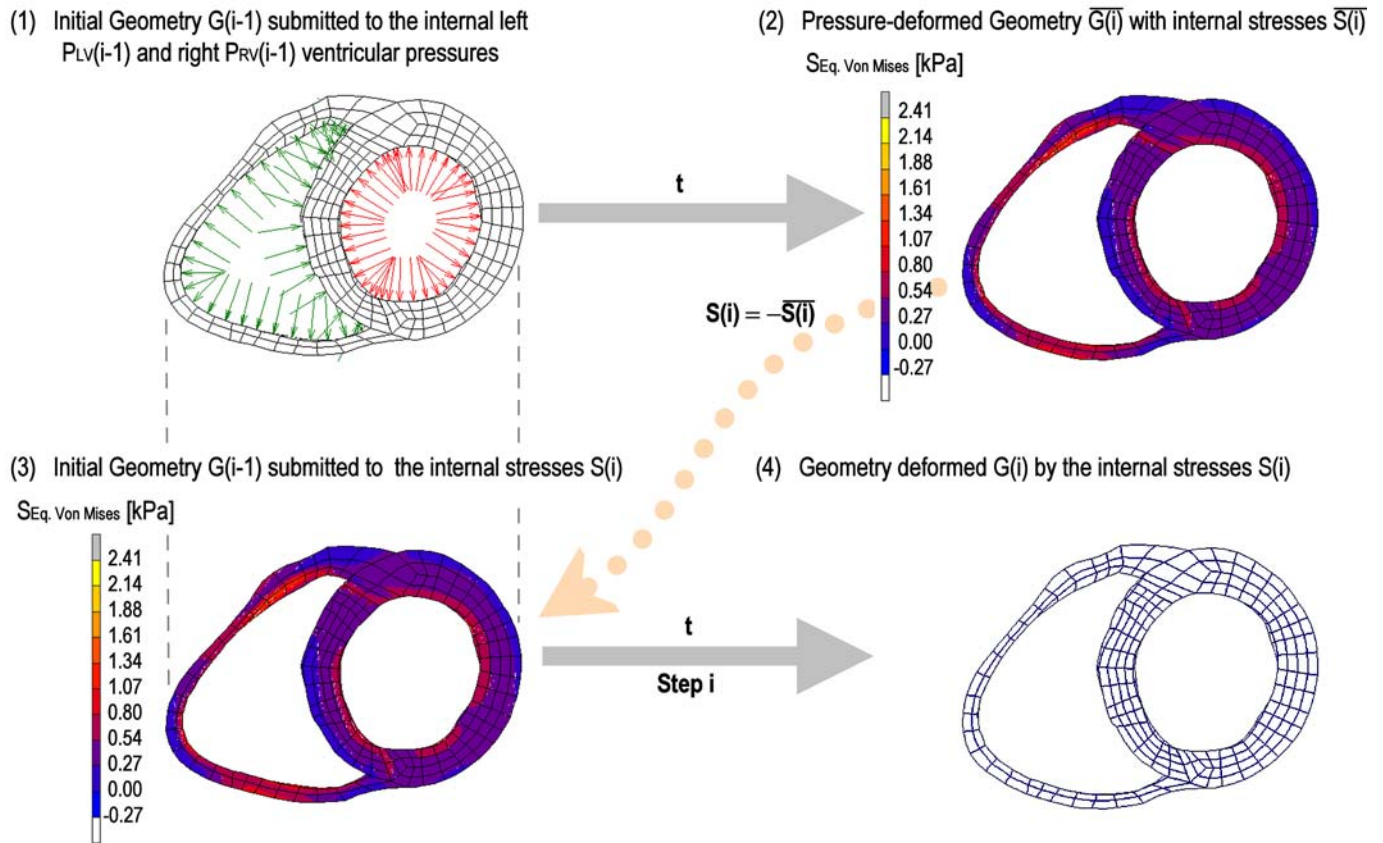 (1) Initial Geometry G(i-1) submitted to the internal left
PLV(i-1) and right PRV(i-1) ventricular pressures
(2) Pressure-deformed Geometry G̅(̅i̅)̅ with internal stresses S̅(̅i̅)̅
SEq. Von Mises [kPa]
2.41
2.14
1.88
1.61
1.34
1.07
0.80
0.54
0.27
0.00
-0.27
t
S(i) = −S̅(̅i̅)̅
(3) Initial Geometry G(i-1) submitted to the internal stresses S(i)
SEq. Von Mises [kPa]
2.41
2.14
1.88
1.61
1.34
1.07
0.80
0.54
0.27
0.00
-0.27
t
Step i
(4) Geometry deformed G(i) by the internal stresses S(i)